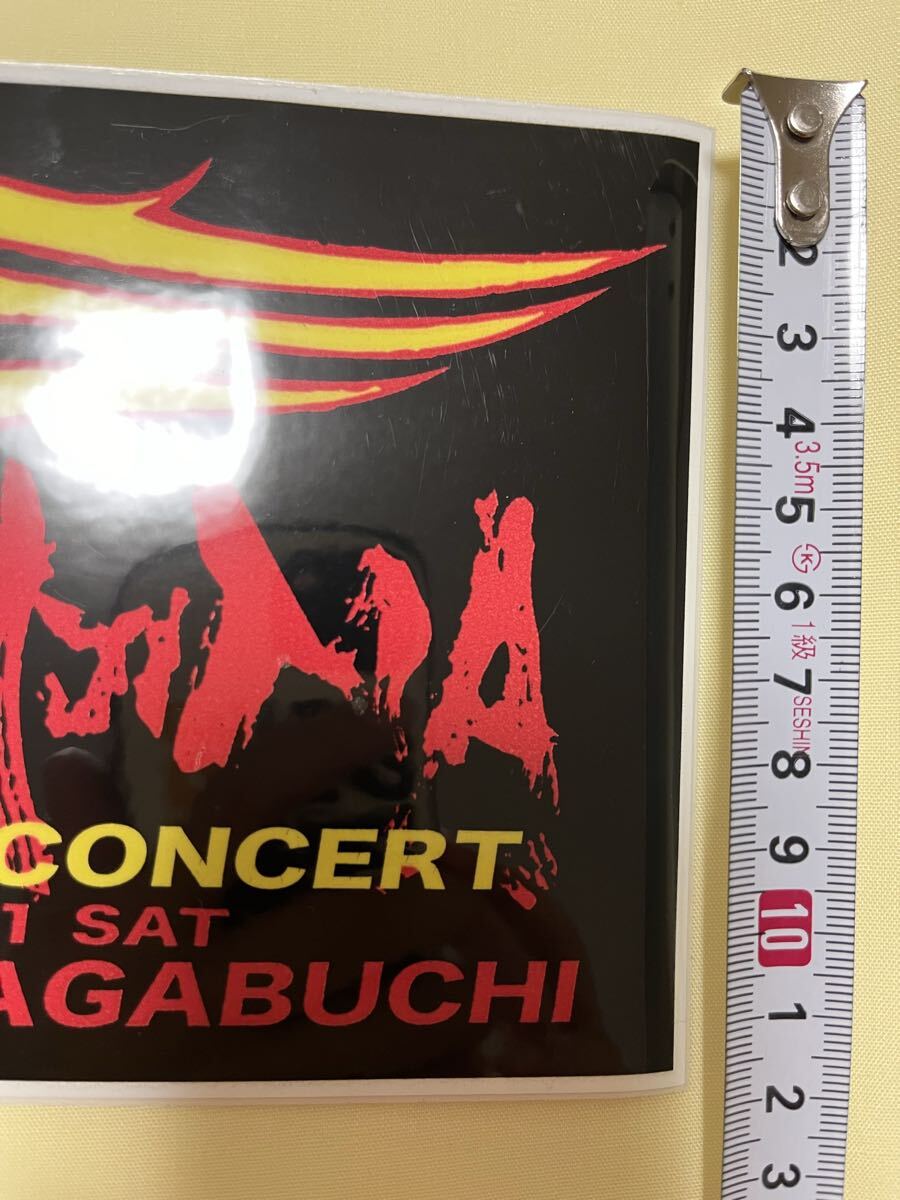 CONCERT
1 SAT
AGABUCHI
2
3
4
3.5m
5
K
6
1級
7
SESHIN
8
9
10
1
2
3